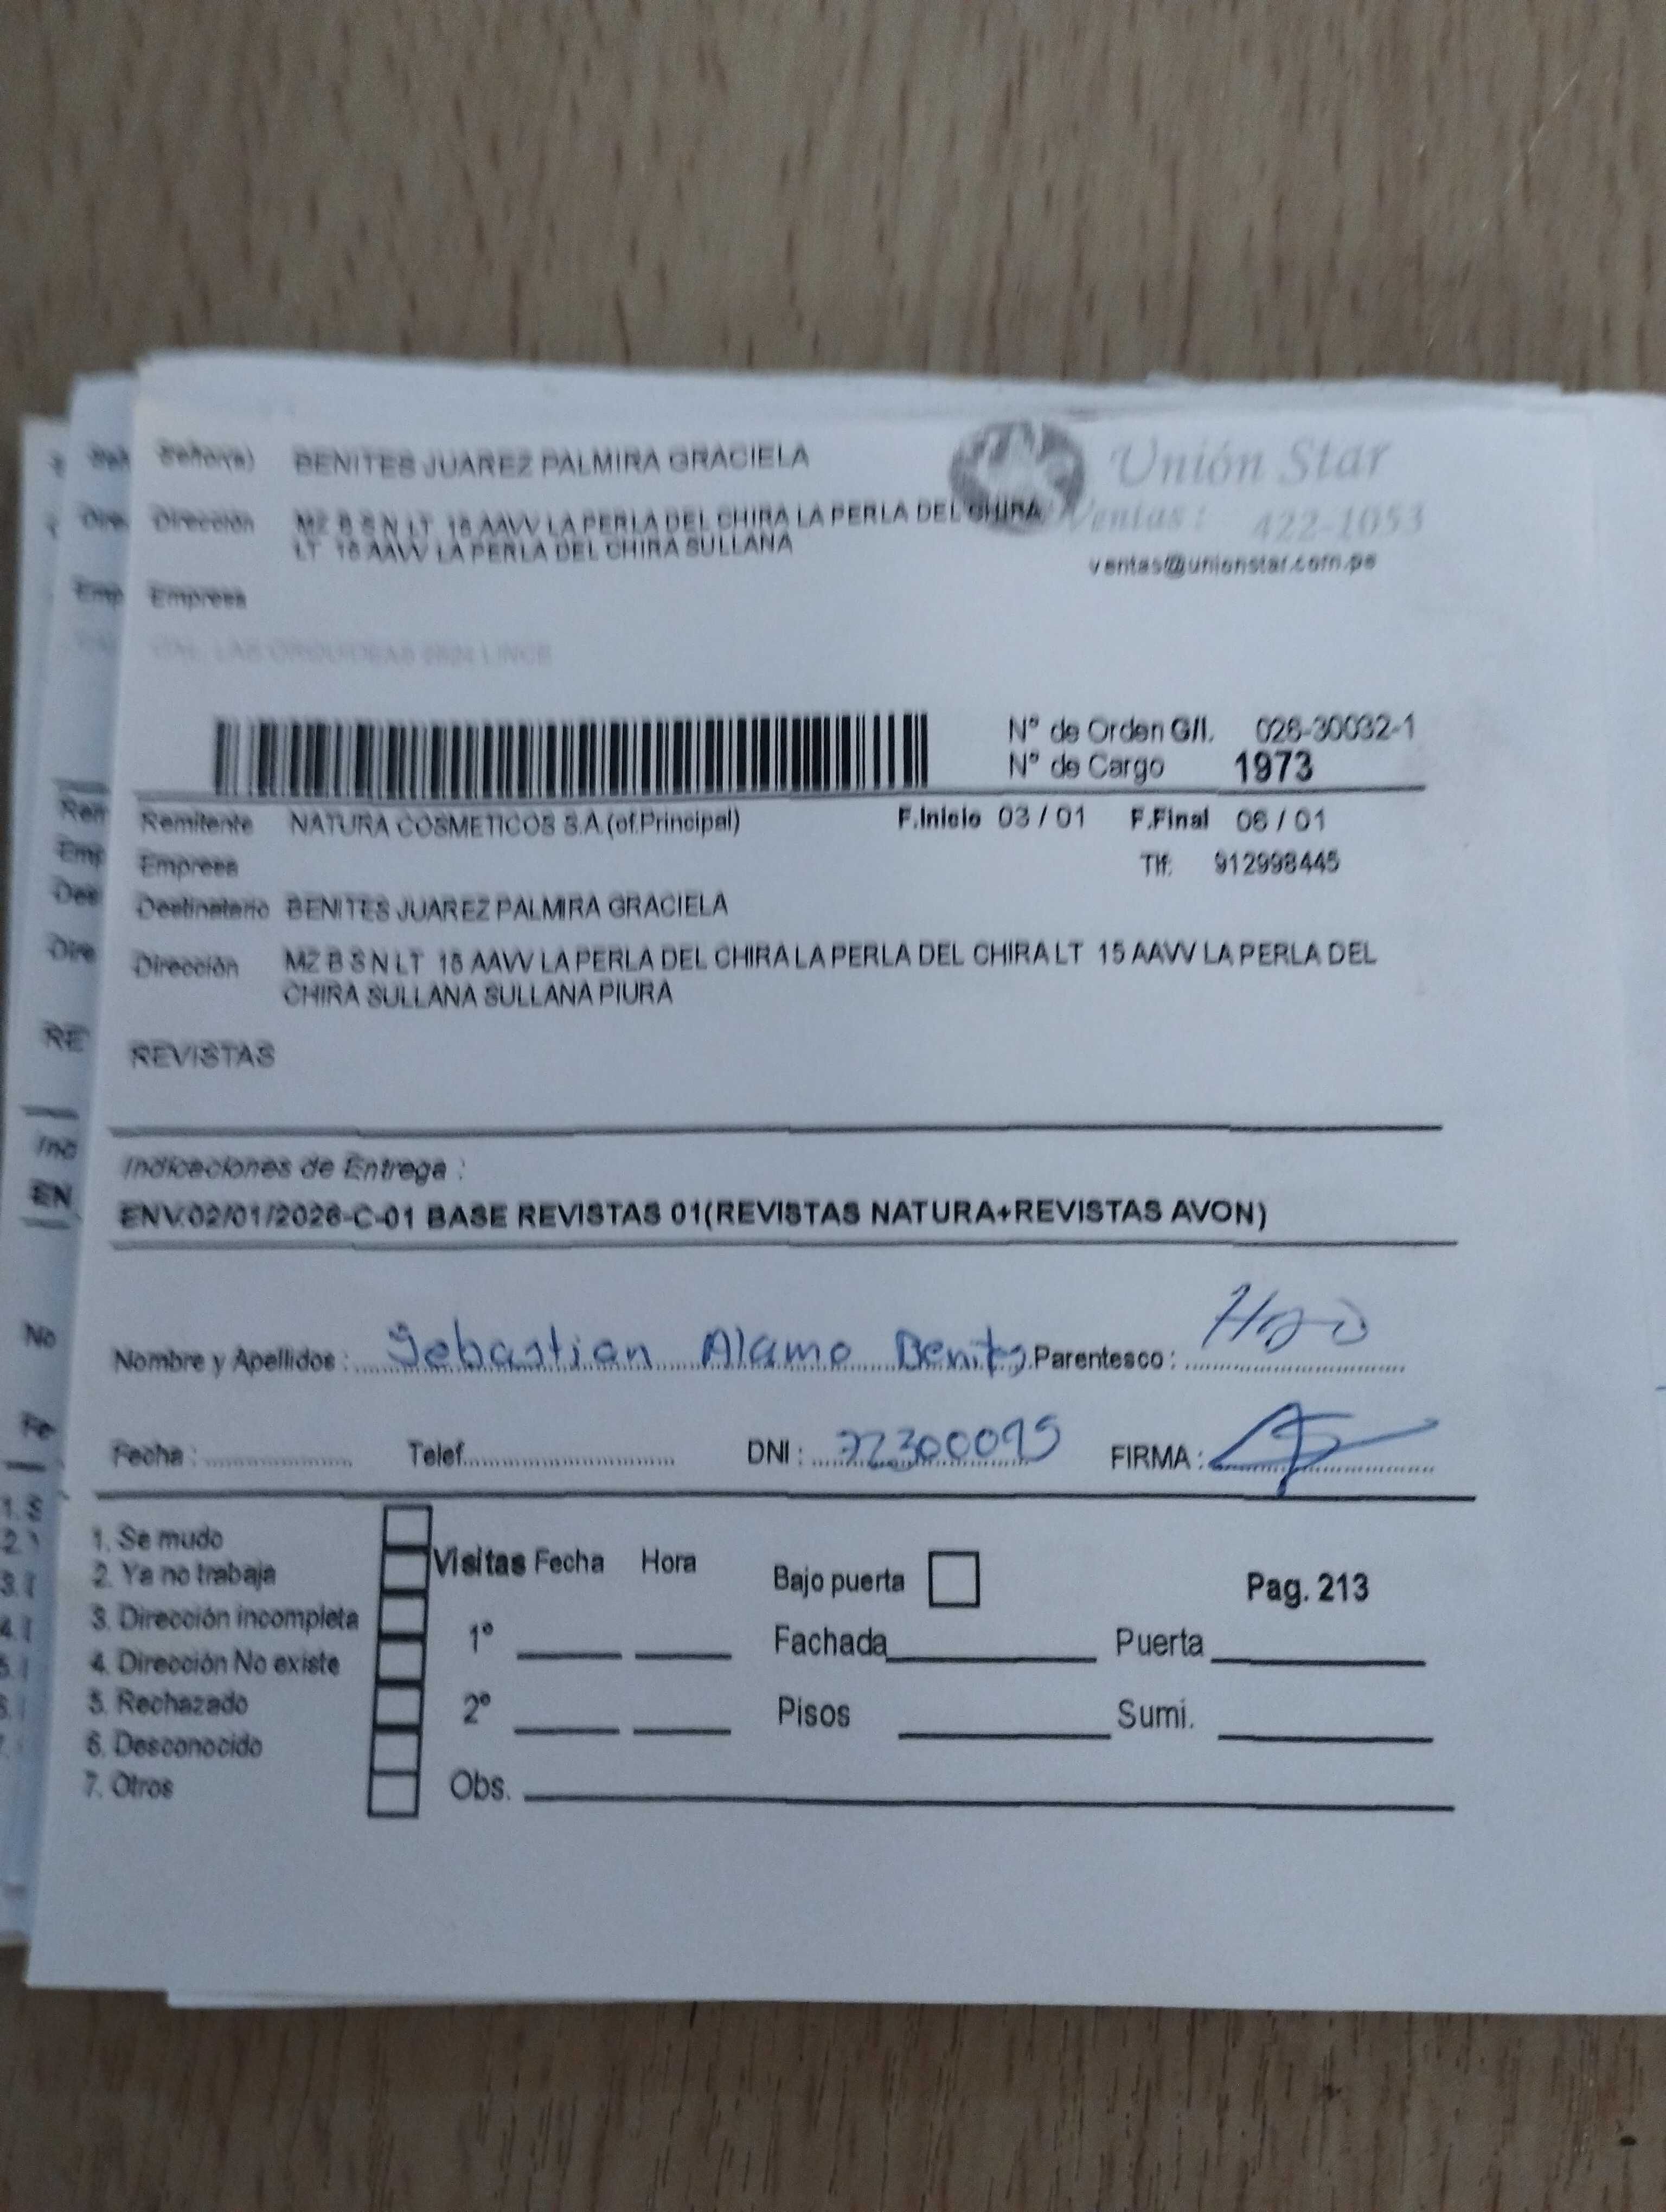 Señor(a) BENITES JUAREZ PALMIRA GRACIELA
Unión Star
Dirección MZ B S N LT 15 AAVV LA PERLA DEL CHIRA LA PERLA DEL CHIRA
Ventas: 422-1053
LT 15 AAVV LA PERLA DEL CHIRA SULLANA
ventas@unionstar.com.pe
Empresa
N° de Orden G/I. 026-30032-1
N° de Cargo 1973
Remitente NATURA COSMETICOS S.A.(of.Principal) F.Inicio 03 / 01 F.Final 06 / 01
Empresa Tlf: 912998445
Destinatario BENITES JUAREZ PALMIRA GRACIELA
Dirección MZ B S N LT 15 AAVV LA PERLA DEL CHIRA LA PERLA DEL CHIRA LT 15 AAVV LA PERLA DEL
CHIRA SULLANA SULLANA PIURA
REVISTAS
Indicaciones de Entrega :
ENV.02/01/2026-C-01 BASE REVISTAS 01(REVISTAS NATURA+REVISTAS AVON)
Nombre y Apellidos : Sebastian Alamo Benites Parentesco : Hijo
Fecha : Telef. DNI : 72300095 FIRMA :
1. Se mudo
2. Ya no trabaja
3. Dirección incompleta
4. Dirección No existe
5. Rechazado
6. Desconocido
7. Otros
Visitas Fecha Hora
1°
2°
Obs.
Bajo puerta
Pag. 213
Fachada Puerta
Pisos Sumi.